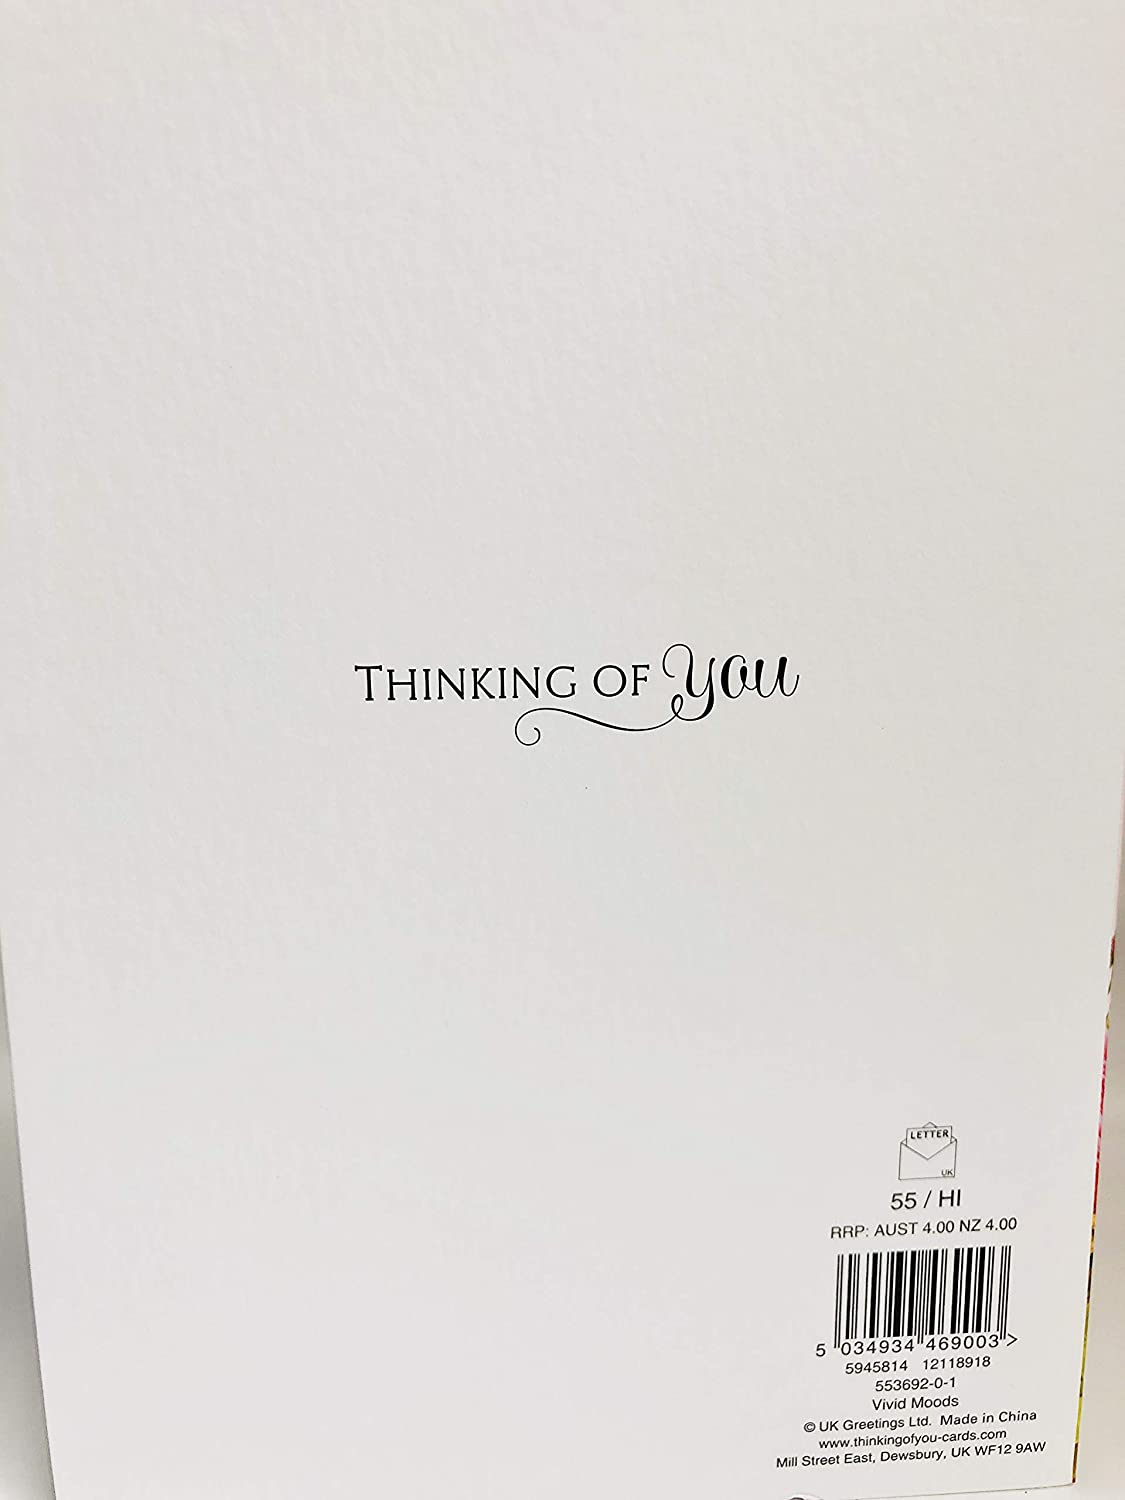 THINKING OF you
LETTER
UK
55 / HI
RRP: AUST 4.00 NZ 4.00
5 034934 469003 >
5945814 12118918
553692-0-1
Vivid Moods
© UK Greetings Ltd. Made in China
www.thinkingofyou-cards.com
Mill Street East, Dewsbury, UK WF12 9AW